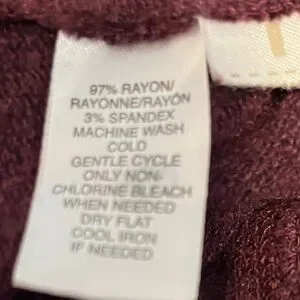 97% RAYON/
RAYONNE/RAYÓN
3% SPANDEX
MACHINE WASH
COLD
GENTLE CYCLE
ONLY NON-
CHLORINE BLEACH
WHEN NEEDED
DRY FLAT
COOL IRON
IF NEEDED